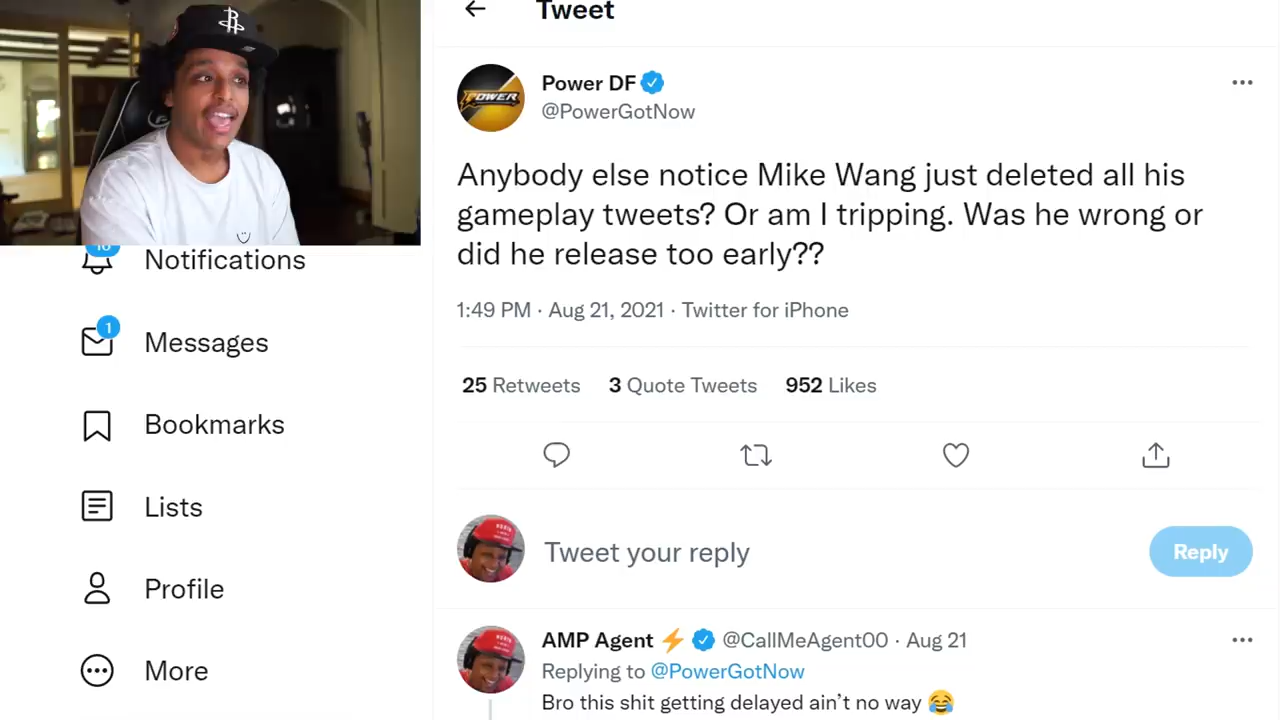 Tweet
Power DF
@PowerGotNow
POWER
Anybody else notice Mike Wang just deleted all his
gameplay tweets? Or am I tripping. Was he wrong or
did he release too early??
1:49 PM · Aug 21, 2021 · Twitter for iPhone
25 Retweets 3 Quote Tweets 952 Likes
Tweet your reply
Reply
AMP Agent ⚡ @CallMeAgent00 · Aug 21
Replying to @PowerGotNow
Bro this shit getting delayed ain’t no way 😂
Notifications
1
Messages
Bookmarks
Lists
Profile
More